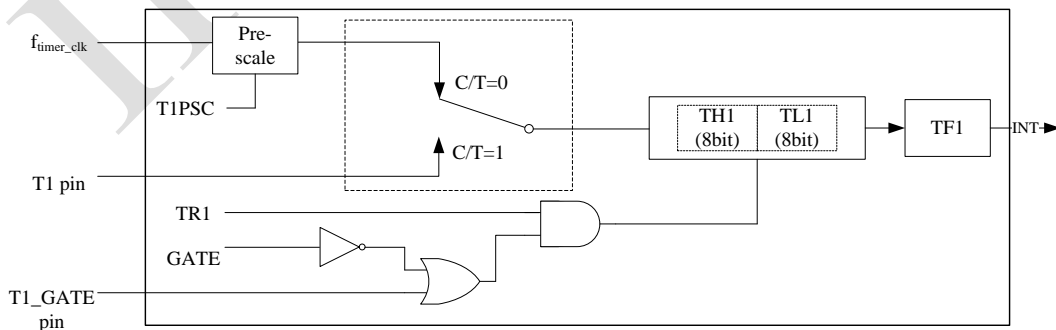 f_timer_clk
Pre-
scale
T1PSC
C/T=0
C/T=1
T1 pin
TH1
(8bit)
TL1
(8bit)
TF1
INT
TR1
GATE
T1_GATE
pin